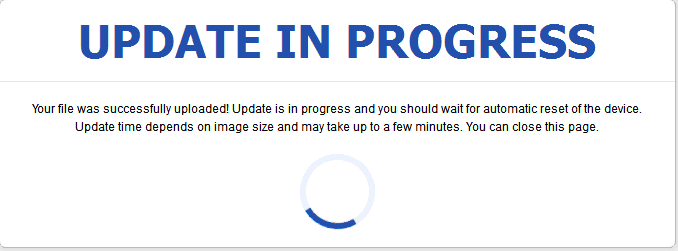 UPDATE IN PROGRESS
Your file was successfully uploaded! Update is in progress and you should wait for automatic reset of the device.
Update time depends on image size and may take up to a few minutes. You can close this page.